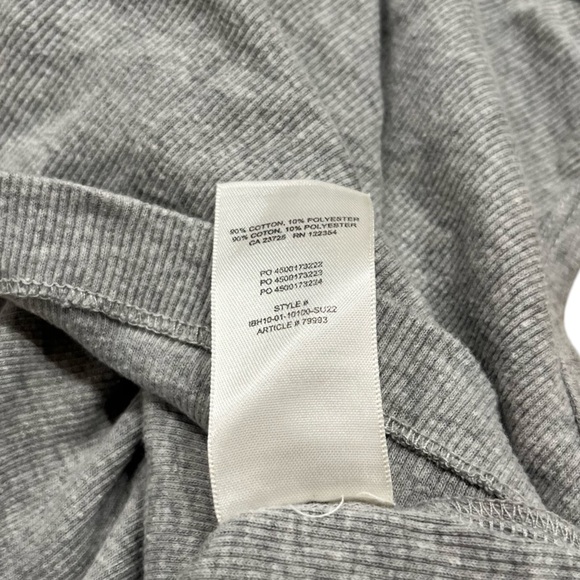 90% COTTON, 10% POLYESTER
90% COTON, 10% POLYESTER
CA 23725 RN 122354
PO 4500173222
PO 4500173223
PO 4500173224
STYLE #
IBH10-01-10100-SU22
ARTICLE # 79993